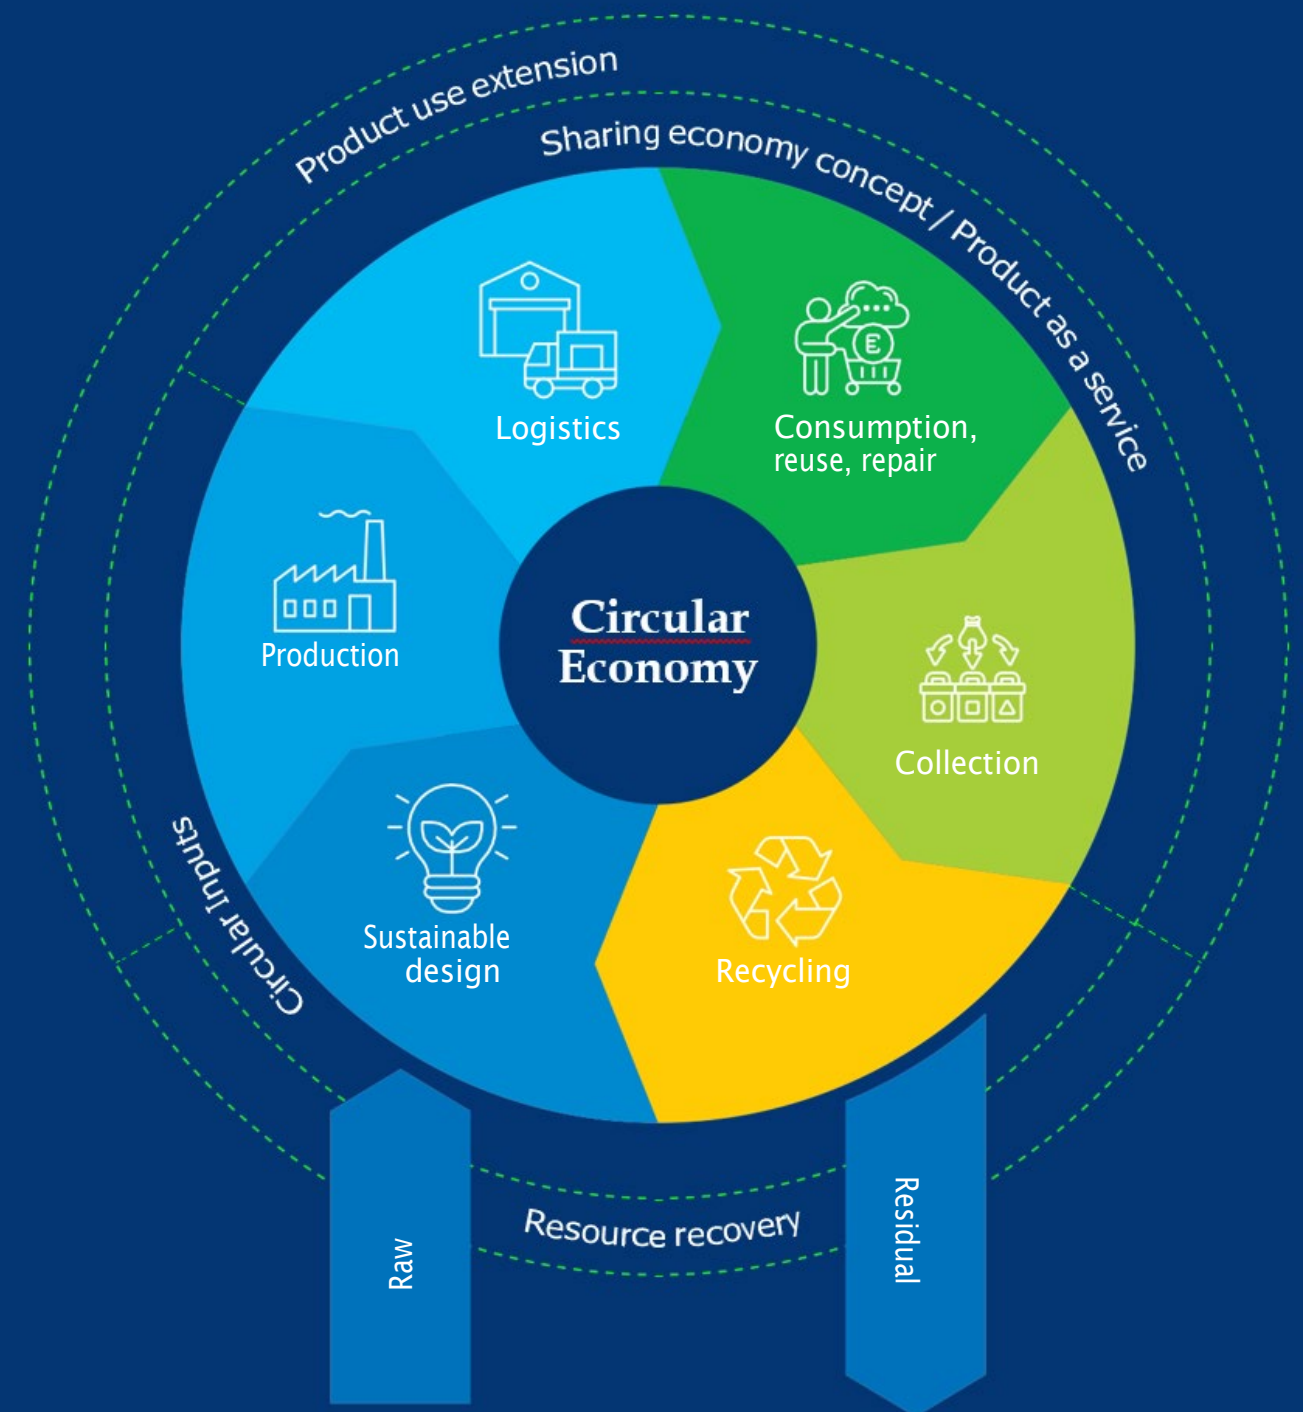 Product use extension
Sharing economy concept / Product as a service
Logistics
Consumption,
reuse, repair
Production
Circular
Economy
Collection
Circular Inputs
Sustainable
design
Recycling
Resource recovery
Raw
Residual